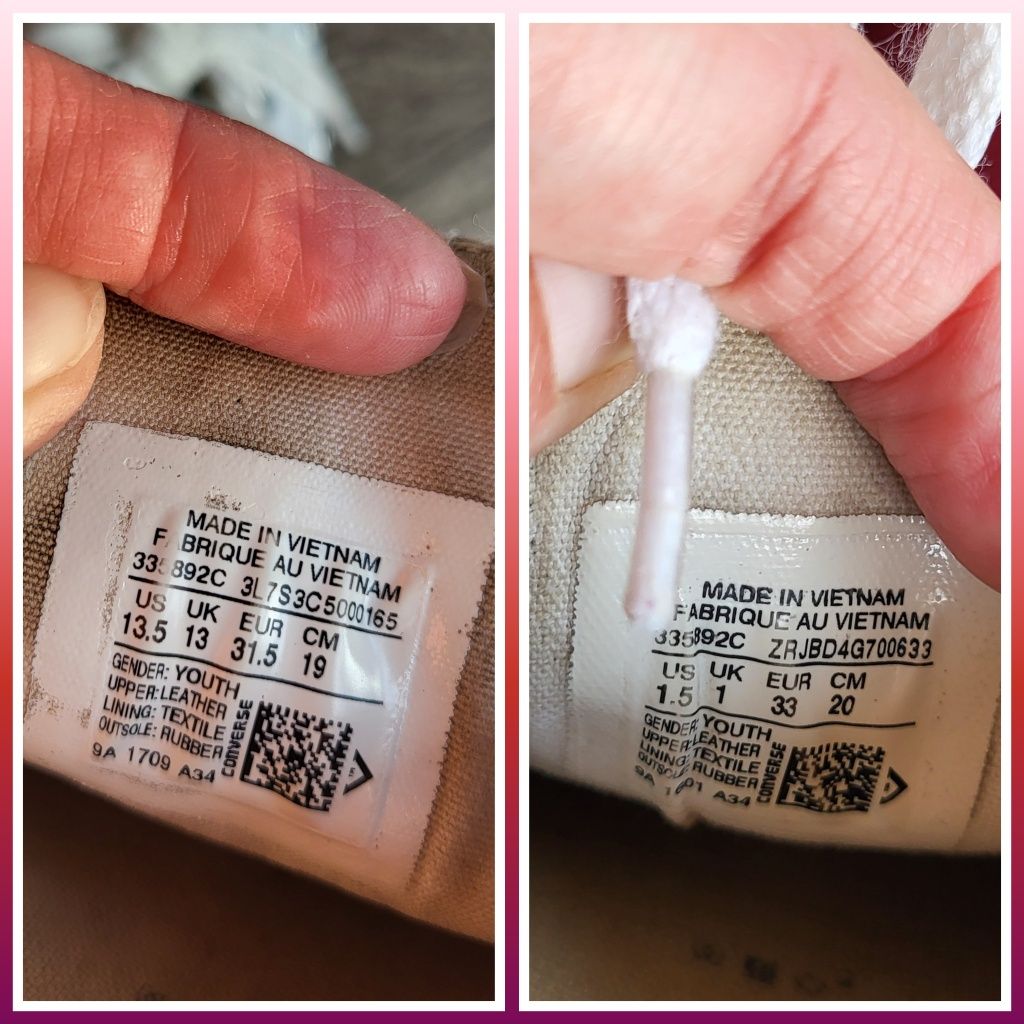 MADE IN VIETNAM
FABRIQUE AU VIETNAM
335892C 3L7S3C5000165
US UK EUR CM
13.5 13 31.5 19
GENDER: YOUTH
UPPER: LEATHER
LINING: TEXTILE
OUTSOLE: RUBBER
9A 1709 A34
CONVERSE
MADE IN VIETNAM
FABRIQUE AU VIETNAM
335892C ZRJBD4G700633
US UK EUR CM
1.5 1 33 20
GENDER: YOUTH
UPPER: LEATHER
LINING: TEXTILE
OUTSOLE: RUBBER
9A A34
CONVERSE